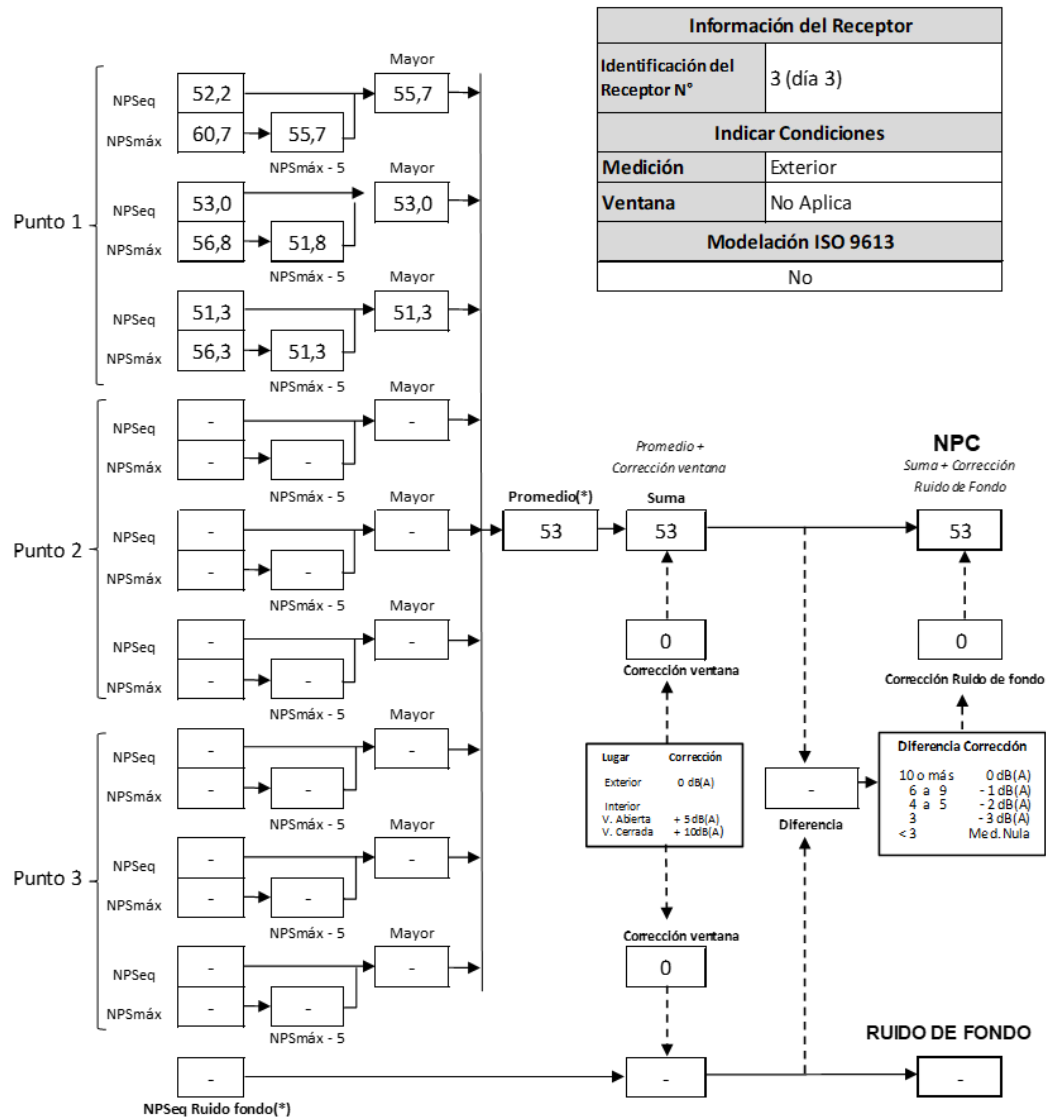 Información del Receptor
Identificación del Receptor N° 3 (día 3)
Indicar Condiciones
Medición Exterior
Ventana No Aplica
Modelación ISO 9613
No
Punto 1
Mayor
NPSeq 52,2 55,7
NPSmáx 60,7 55,7
NPSmáx - 5
Mayor
NPSeq 53,0 53,0
NPSmáx 56,8 51,8
NPSmáx - 5
Mayor
NPSeq 51,3 51,3
NPSmáx 56,3 51,3
NPSmáx - 5
Punto 2
Mayor
NPSeq - -
NPSmáx - -
NPSmáx - 5
Mayor
NPSeq - -
NPSmáx - -
NPSmáx - 5
Mayor
NPSeq - -
NPSmáx - -
NPSmáx - 5
Punto 3
Mayor
NPSeq - -
NPSmáx - -
NPSmáx - 5
Mayor
NPSeq - -
NPSmáx - -
NPSmáx - 5
Mayor
NPSeq - -
NPSmáx - -
NPSmáx - 5
-
NPSeq Ruido fondo(*)
Promedio(*)
53
Promedio +
Corrección ventana
Suma
53
0
Corrección ventana
Lugar Corrección
Exterior 0 dB(A)
Interior
V. Abierta + 5 dB(A)
V. Cerrada + 10dB(A)
Corrección ventana
0
-
-
Diferencia
NPC
Suma + Corrección
Ruido de Fondo
53
0
Corrección Ruido de fondo
Diferencia Corrección
10 o más 0 dB(A)
6 a 9 - 1 dB(A)
4 a 5 - 2 dB(A)
3 - 3 dB(A)
< 3 Med. Nula
RUIDO DE FONDO
-